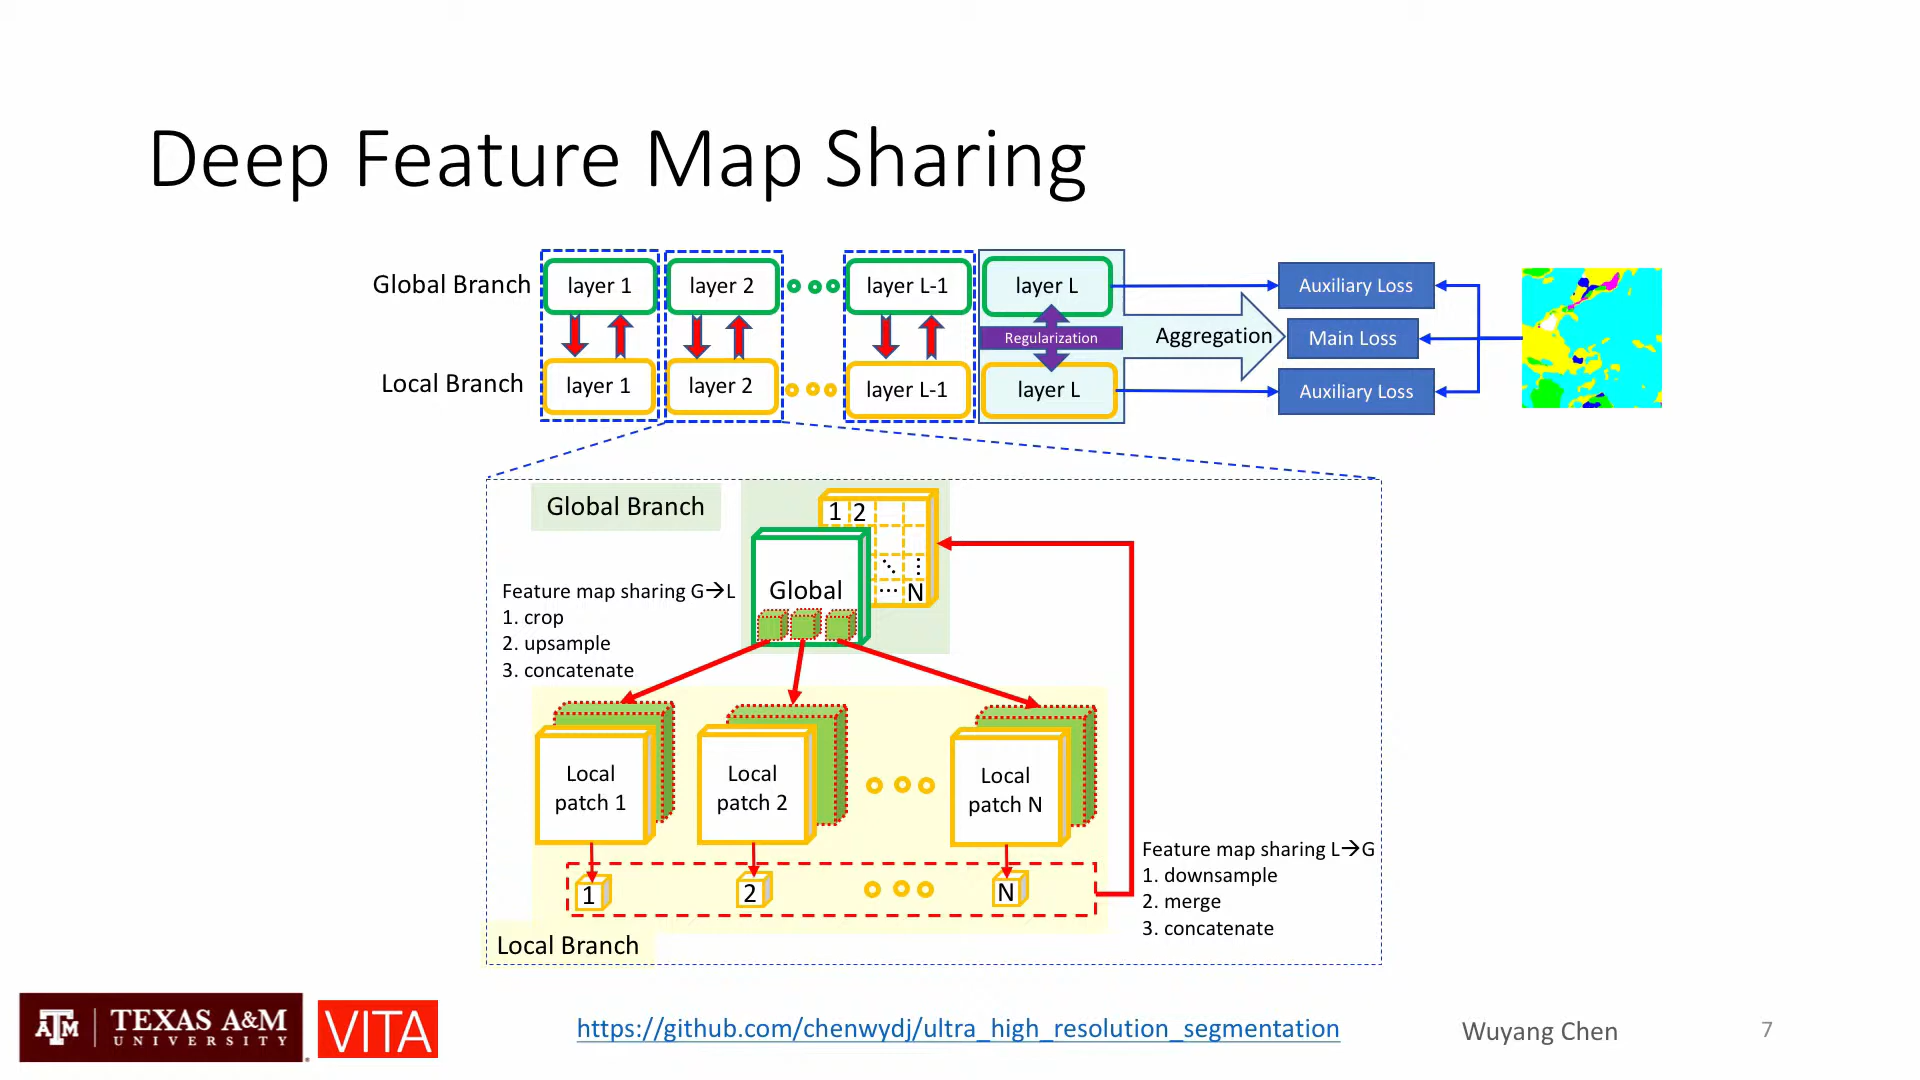 Deep Feature Map Sharing
Global Branch
layer 1
layer 2
layer L-1
layer L
Auxiliary Loss
Regularization
Aggregation
Main Loss
Local Branch
layer 1
layer 2
layer L-1
layer L
Auxiliary Loss
Global Branch
1 2
⋱ ⋮
⋯ N
Global
Feature map sharing G→L
1. crop
2. upsample
3. concatenate
Local
patch 1
Local
patch 2
Local
patch N
1
2
N
Feature map sharing L→G
1. downsample
2. merge
3. concatenate
Local Branch
ATM
TEXAS A&M
UNIVERSITY
VITA
https://github.com/chenwydj/ultra_high_resolution_segmentation
Wuyang Chen
7